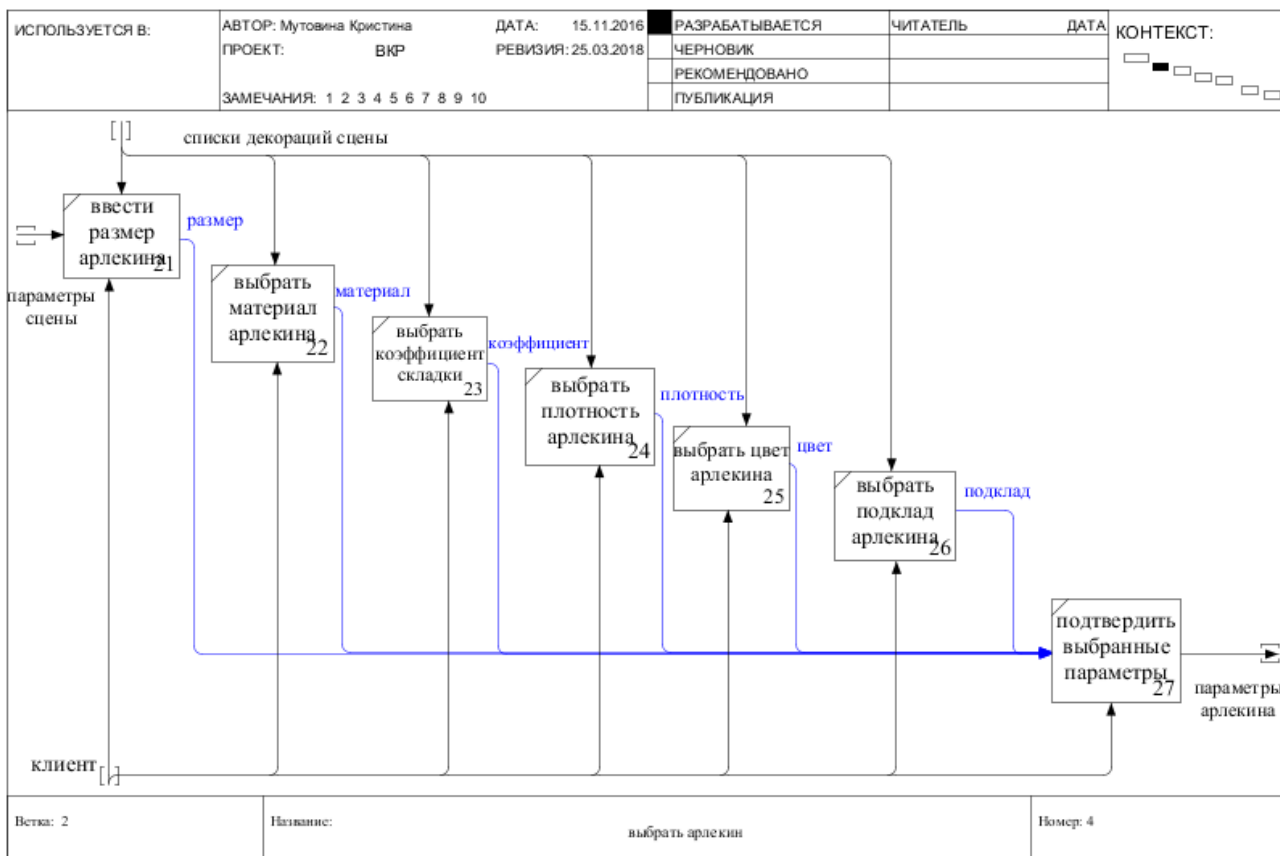 ИСПОЛЬЗУЕТСЯ В:
АВТОР: Мутовина Кристина
ДАТА: 15.11.2016
ПРОЕКТ: ВКР
РЕВИЗИЯ: 25.03.2018
ЗАМЕЧАНИЯ: 1 2 3 4 5 6 7 8 9 10
РАЗРАБАТЫВАЕТСЯ
ЧЕРНОВИК
РЕКОМЕНДОВАНО
ПУБЛИКАЦИЯ
ЧИТАТЕЛЬ
ДАТА
КОНТЕКСТ:
списки декораций сцены
ввести
размер
арлекина
21
размер
параметры
сцены
выбрать
материал
арлекина
22
материал
выбрать
коэффициент
складки
23
коэффициент
выбрать
плотность
арлекина
24
плотность
выбрать цвет
арлекина
25
цвет
выбрать
подклад
арлекина
26
подклад
подтвердить
выбранные
параметры
27
параметры
арлекина
клиент
Ветка: 2
Название:
выбрать арлекин
Номер: 4